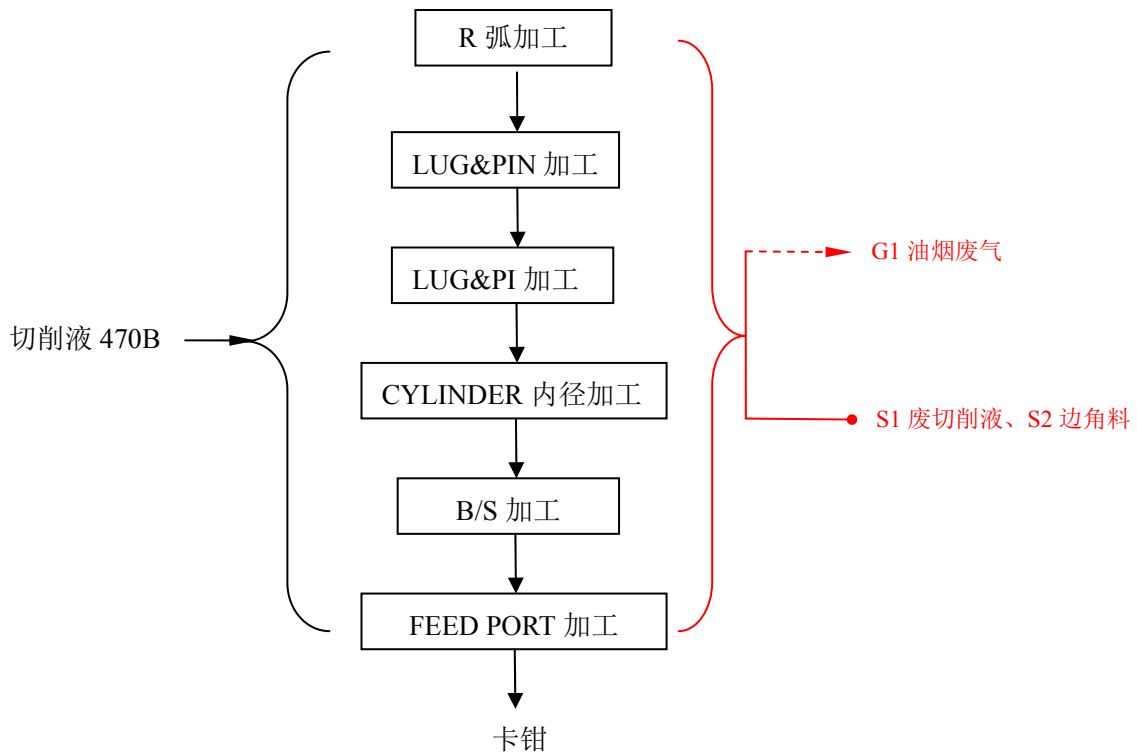 R 弧加工
LUG&PIN 加工
LUG&PI 加工
G1 油烟废气
切削液 470B
CYLINDER 内径加工
S1 废切削液、S2 边角料
B/S 加工
FEED PORT 加工
卡钳